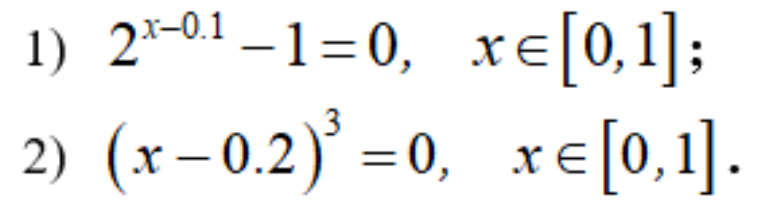 1) 2^{x-0.1} - 1 = 0, x ∈ [0, 1];
2) (x - 0.2)^3 = 0, x ∈ [0, 1].